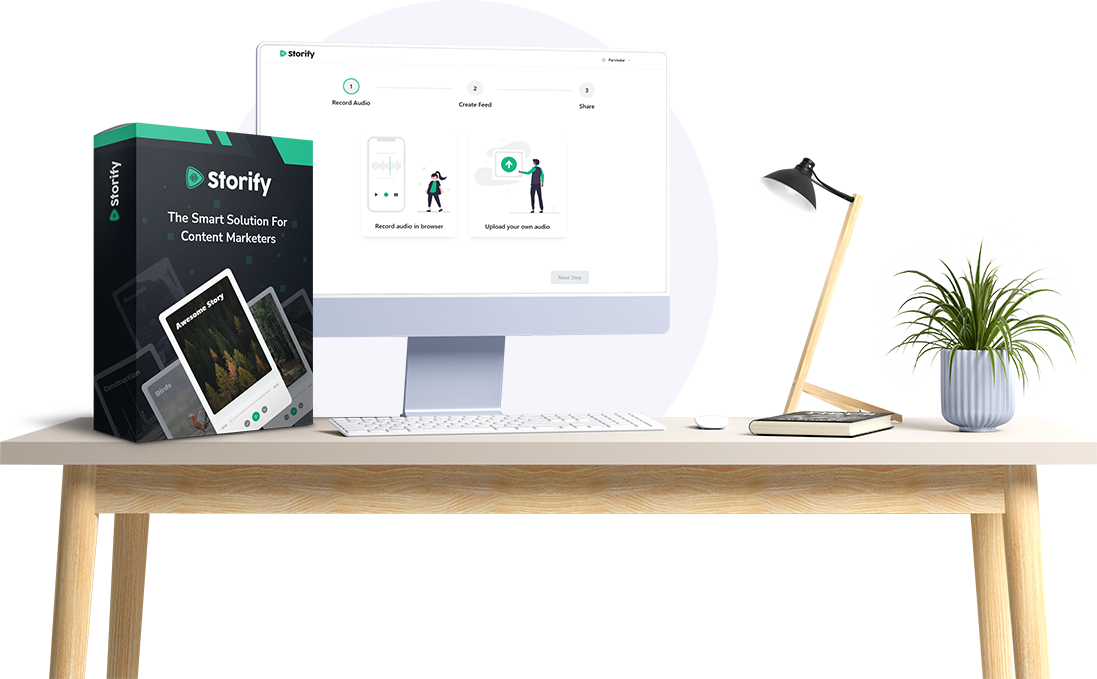 Storify
Storify
The Smart Solution For
Content Marketers
Awesome Story
Construction
Birds
Storify
1
2
3
Record Audio
Create Feed
Share
Record audio in browser
Upload your own audio
Next Step